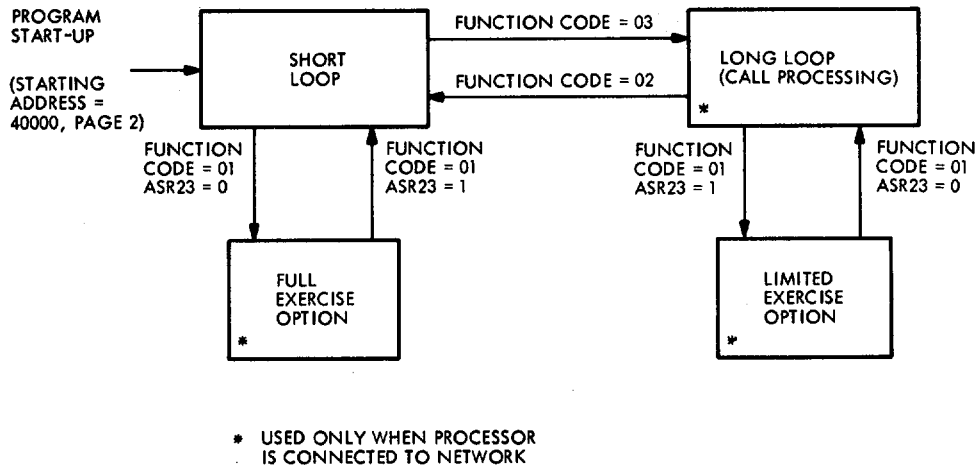 PROGRAM
START-UP
(STARTING
ADDRESS =
40000, PAGE 2)
SHORT
LOOP
FUNCTION CODE = 03
FUNCTION CODE = 02
LONG LOOP
(CALL PROCESSING)
*
FUNCTION
CODE = 01
ASR23 = 0
FUNCTION
CODE = 01
ASR23 = 1
FUNCTION
CODE = 01
ASR23 = 1
FUNCTION
CODE = 01
ASR23 = 0
FULL
EXERCISE
OPTION
*
LIMITED
EXERCISE
OPTION
*
* USED ONLY WHEN PROCESSOR
IS CONNECTED TO NETWORK